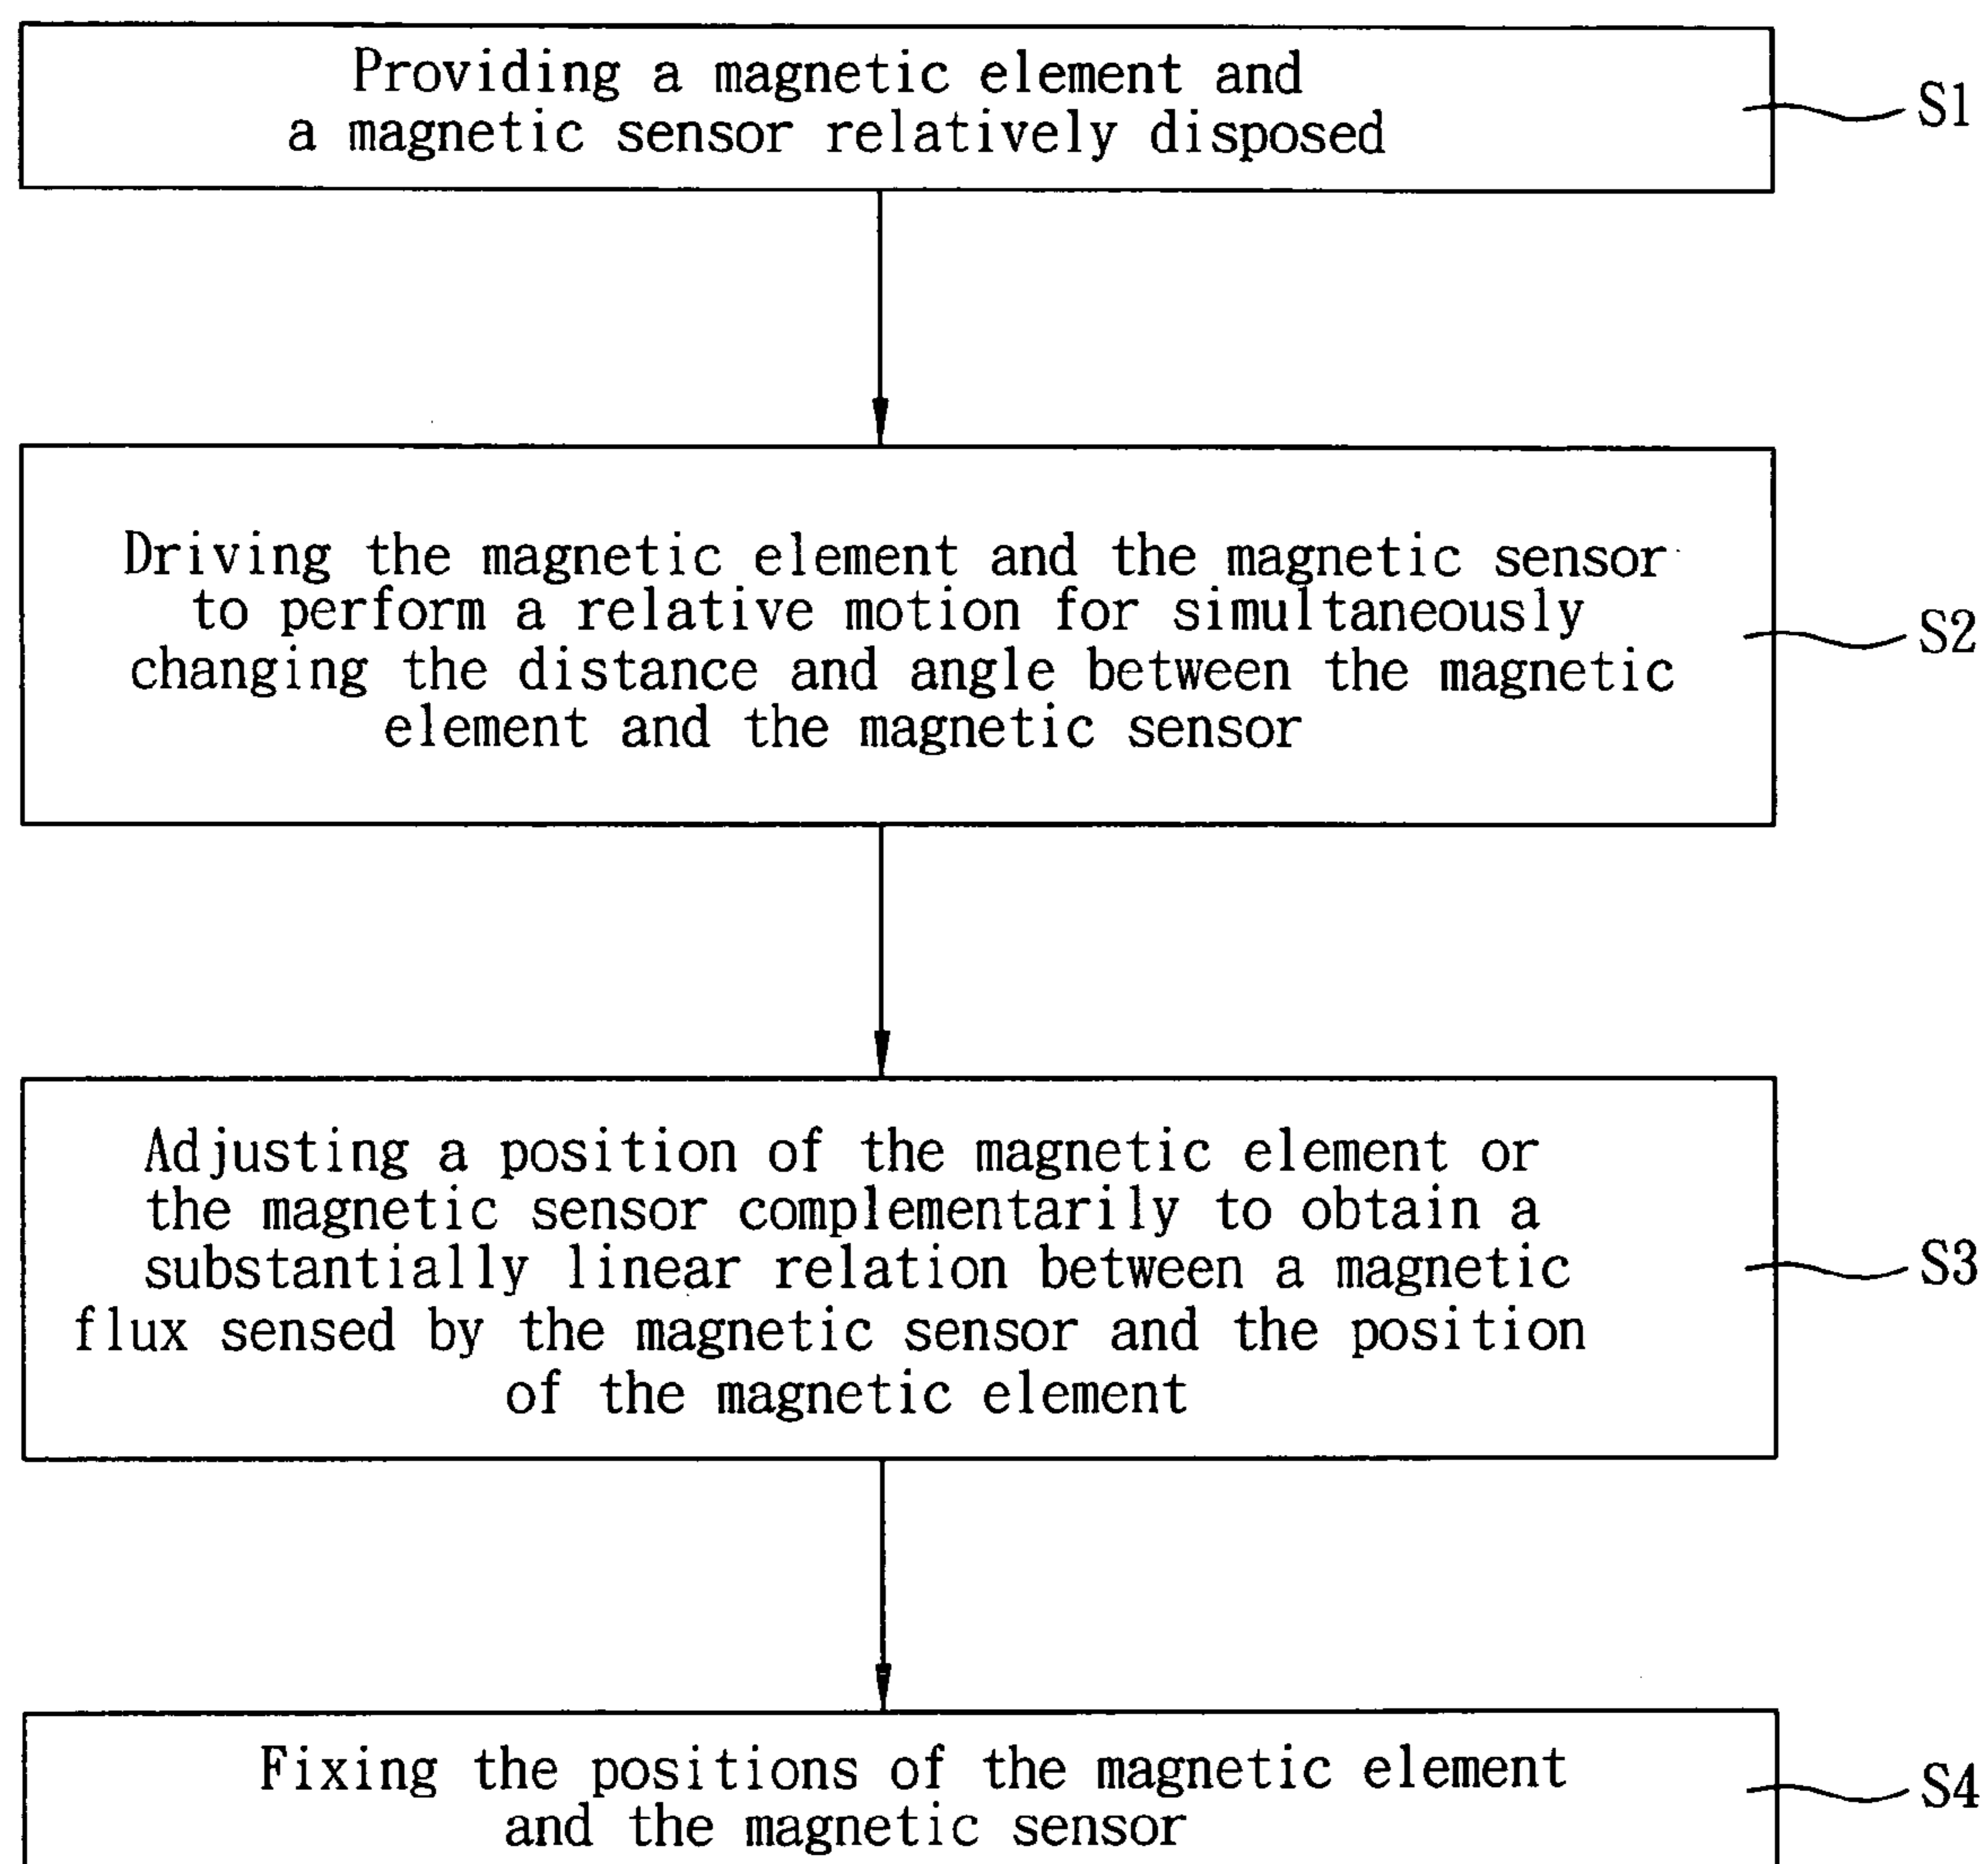 Providing a magnetic element and
a magnetic sensor relatively disposed
S1
Driving the magnetic element and the magnetic sensor
to perform a relative motion for simultaneously
changing the distance and angle between the magnetic
element and the magnetic sensor
S2
Adjusting a position of the magnetic element or
the magnetic sensor complementarily to obtain a
substantially linear relation between a magnetic
flux sensed by the magnetic sensor and the position
of the magnetic element
S3
Fixing the positions of the magnetic element
and the magnetic sensor
S4